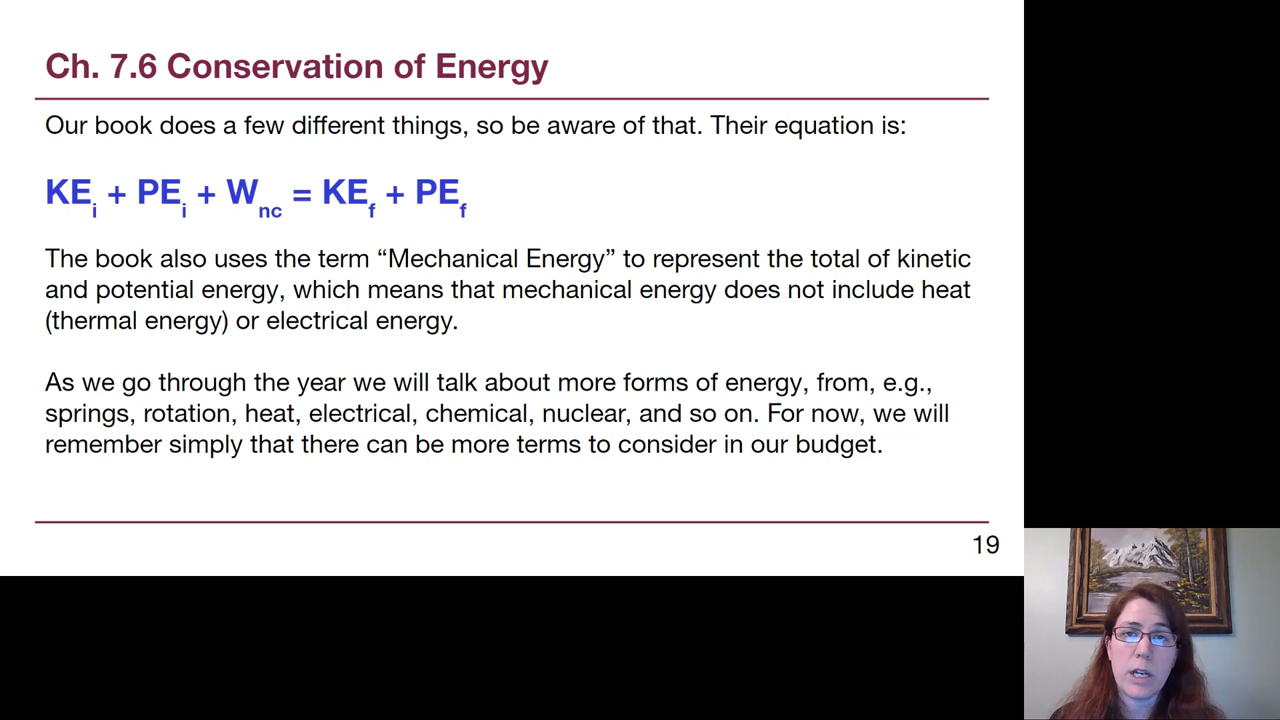 Ch. 7.6 Conservation of Energy
Our book does a few different things, so be aware of that. Their equation is:
KEi + PEi + Wnc = KEf + PEf
The book also uses the term “Mechanical Energy” to represent the total of kinetic
and potential energy, which means that mechanical energy does not include heat
(thermal energy) or electrical energy.
As we go through the year we will talk about more forms of energy, from, e.g.,
springs, rotation, heat, electrical, chemical, nuclear, and so on. For now, we will
remember simply that there can be more terms to consider in our budget.
19